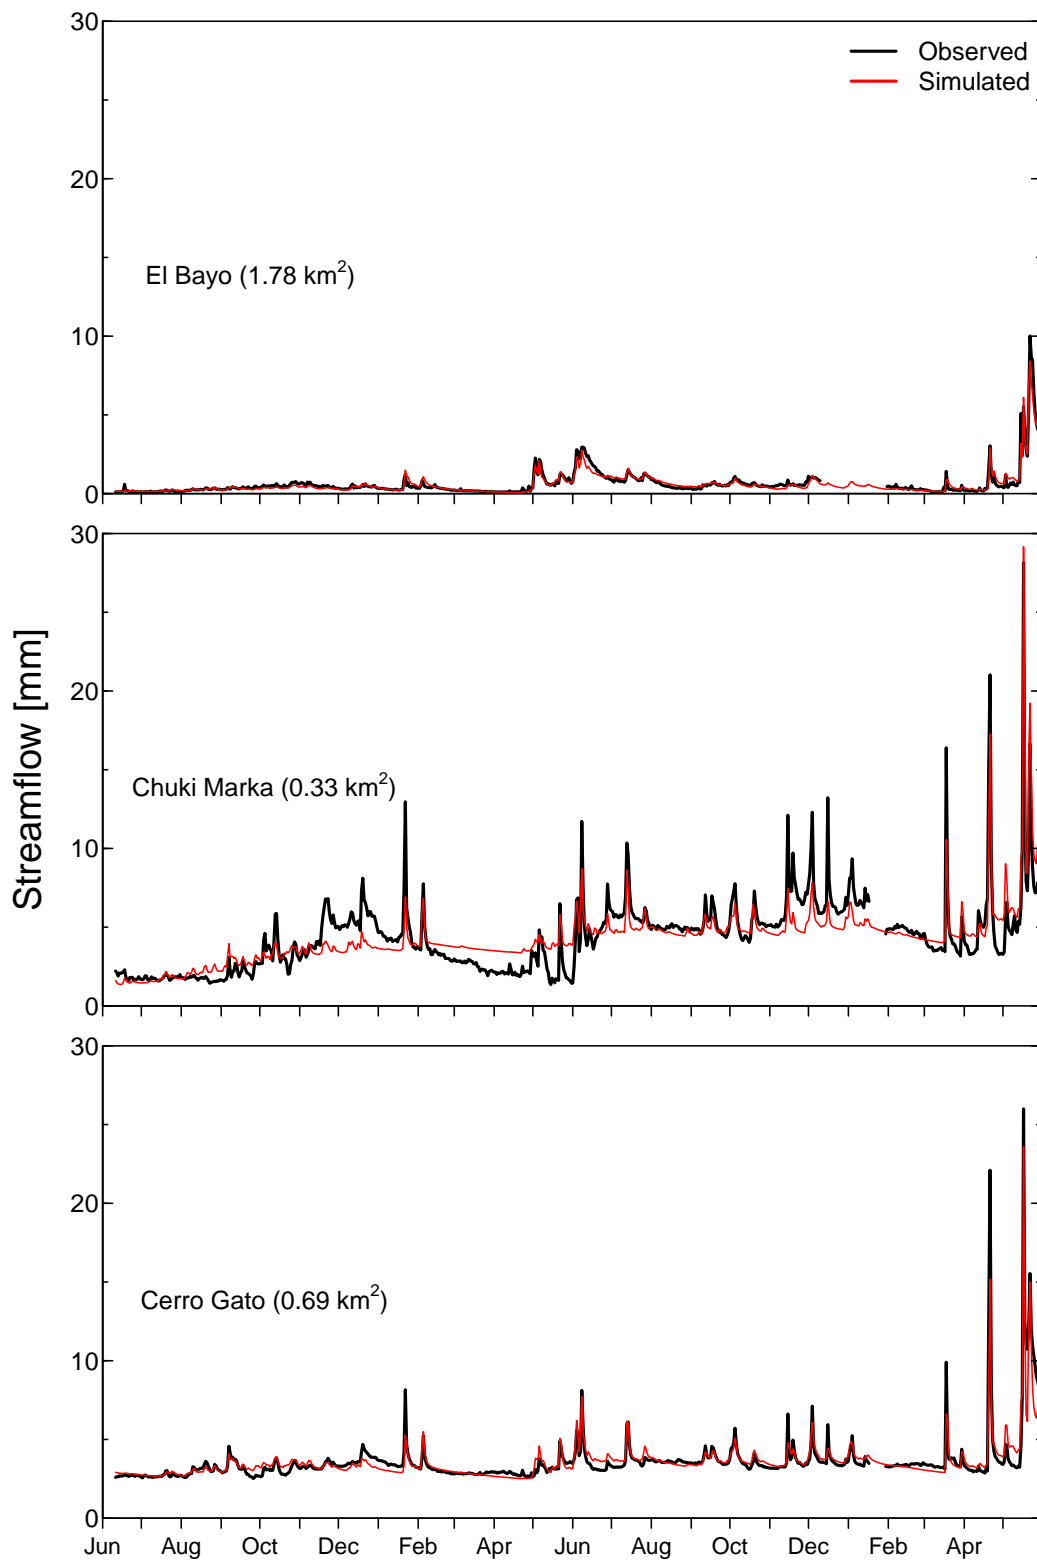 Streamflow [mm]
30
20
10
0
Observed
Simulated
El Bayo (1.78 km²)
30
20
10
0
Chuki Marka (0.33 km²)
30
20
10
0
Cerro Gato (0.69 km²)
Jun Aug Oct Dec Feb Apr Jun Aug Oct Dec Feb Apr